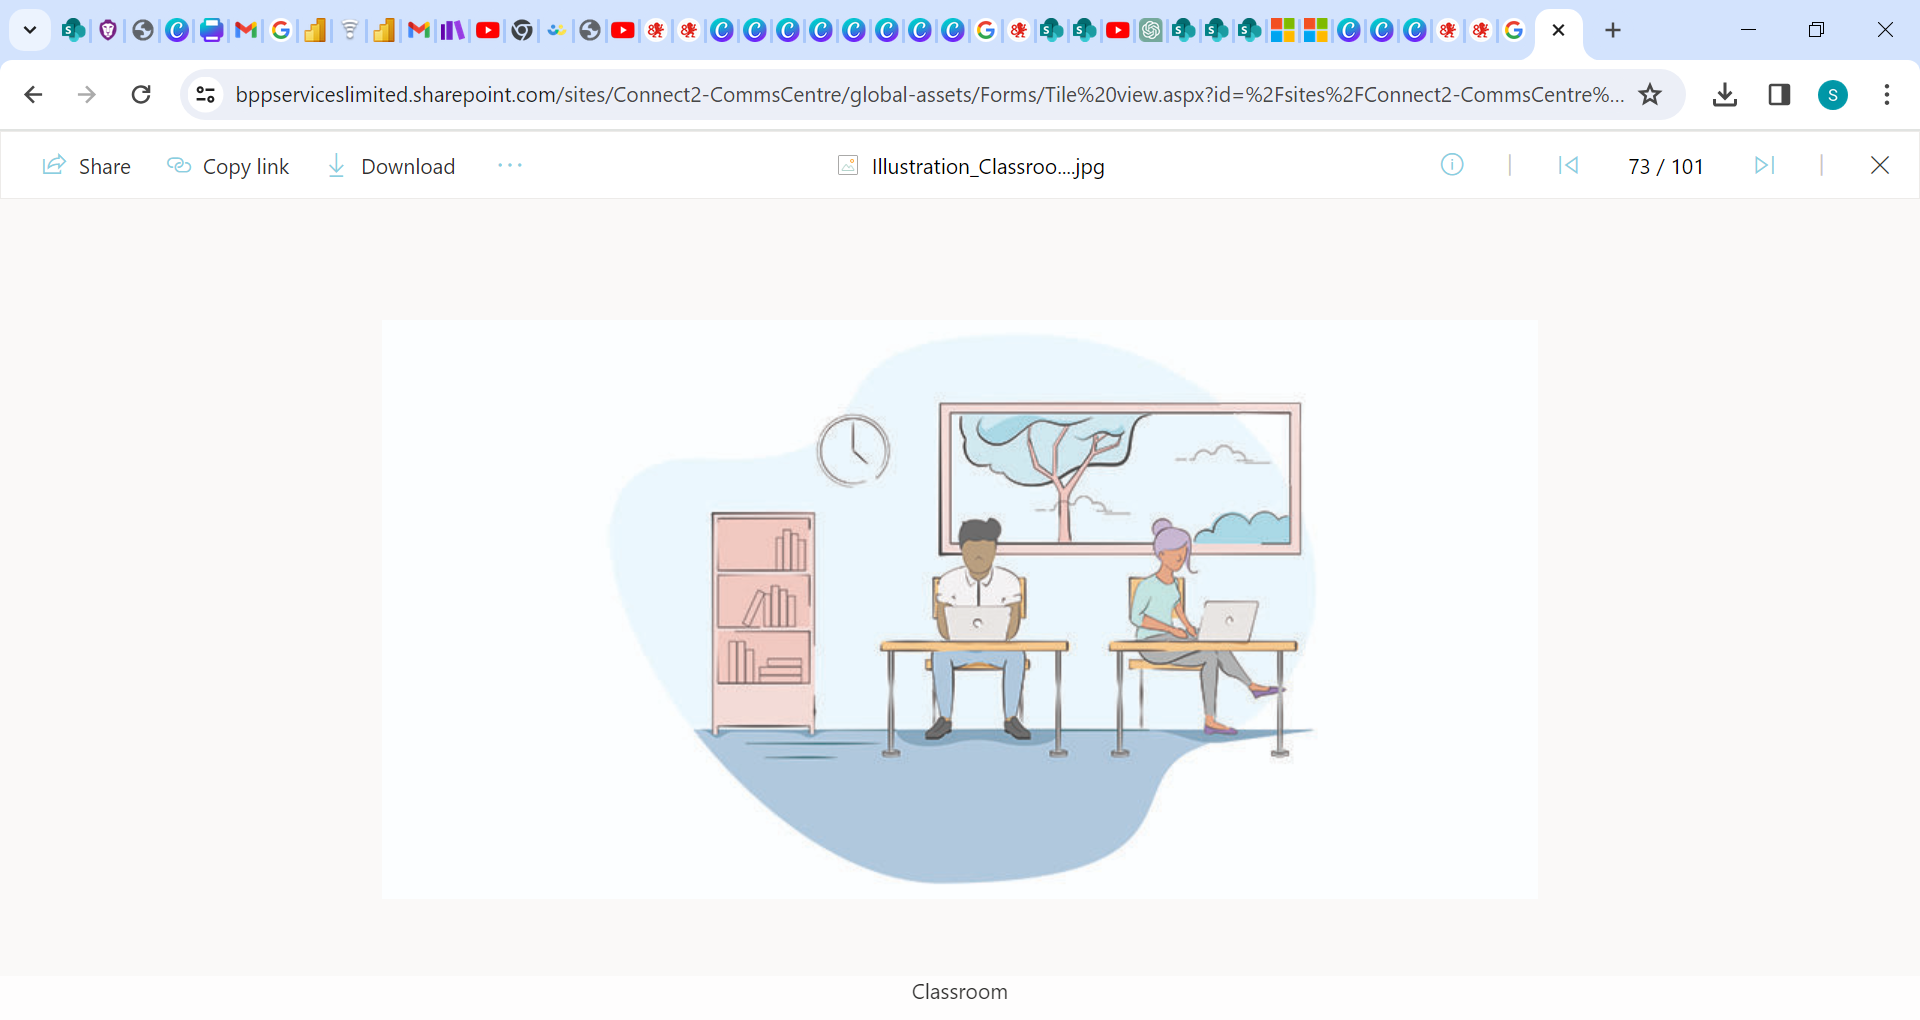 bppserviceslimited.sharepoint.com/sites/Connect2-CommsCentre/global-assets/Forms/Tile%20view.aspx?id=%2Fsites%2FConnect2-CommsCentre%...
S
Share
Copy link
Download
Illustration_Classroo....jpg
73 / 101
Classroom